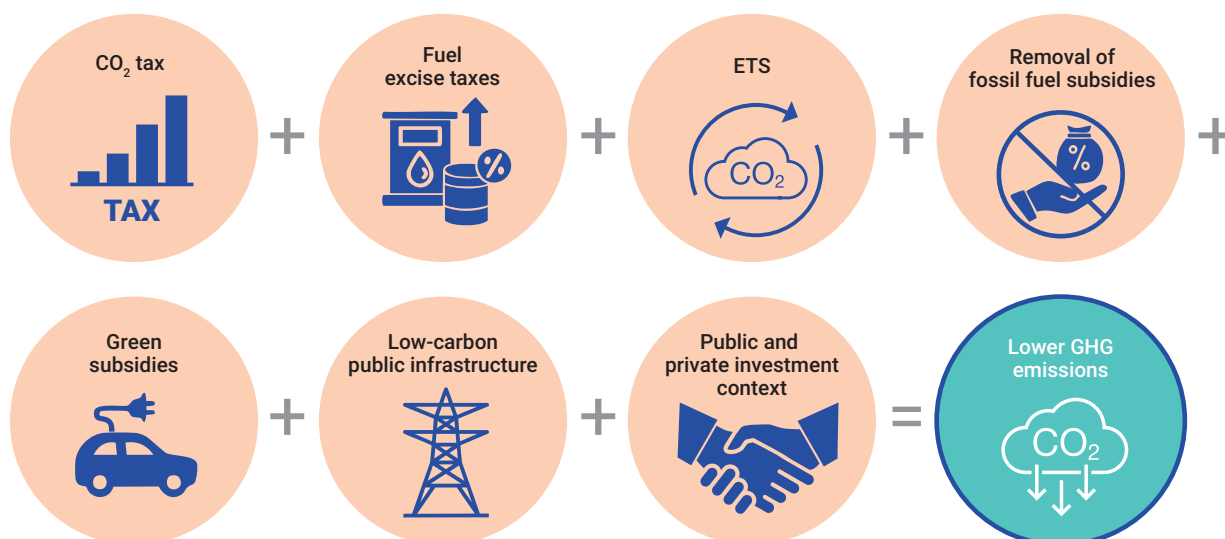 CO₂ tax
TAX
+
Fuel
excise taxes
%
+
ETS
CO₂
+
Removal of
fossil fuel subsidies
%
+
Green
subsidies
+
Low-carbon
public infrastructure
+
Public and
private investment
context
=
Lower GHG
emissions
CO₂